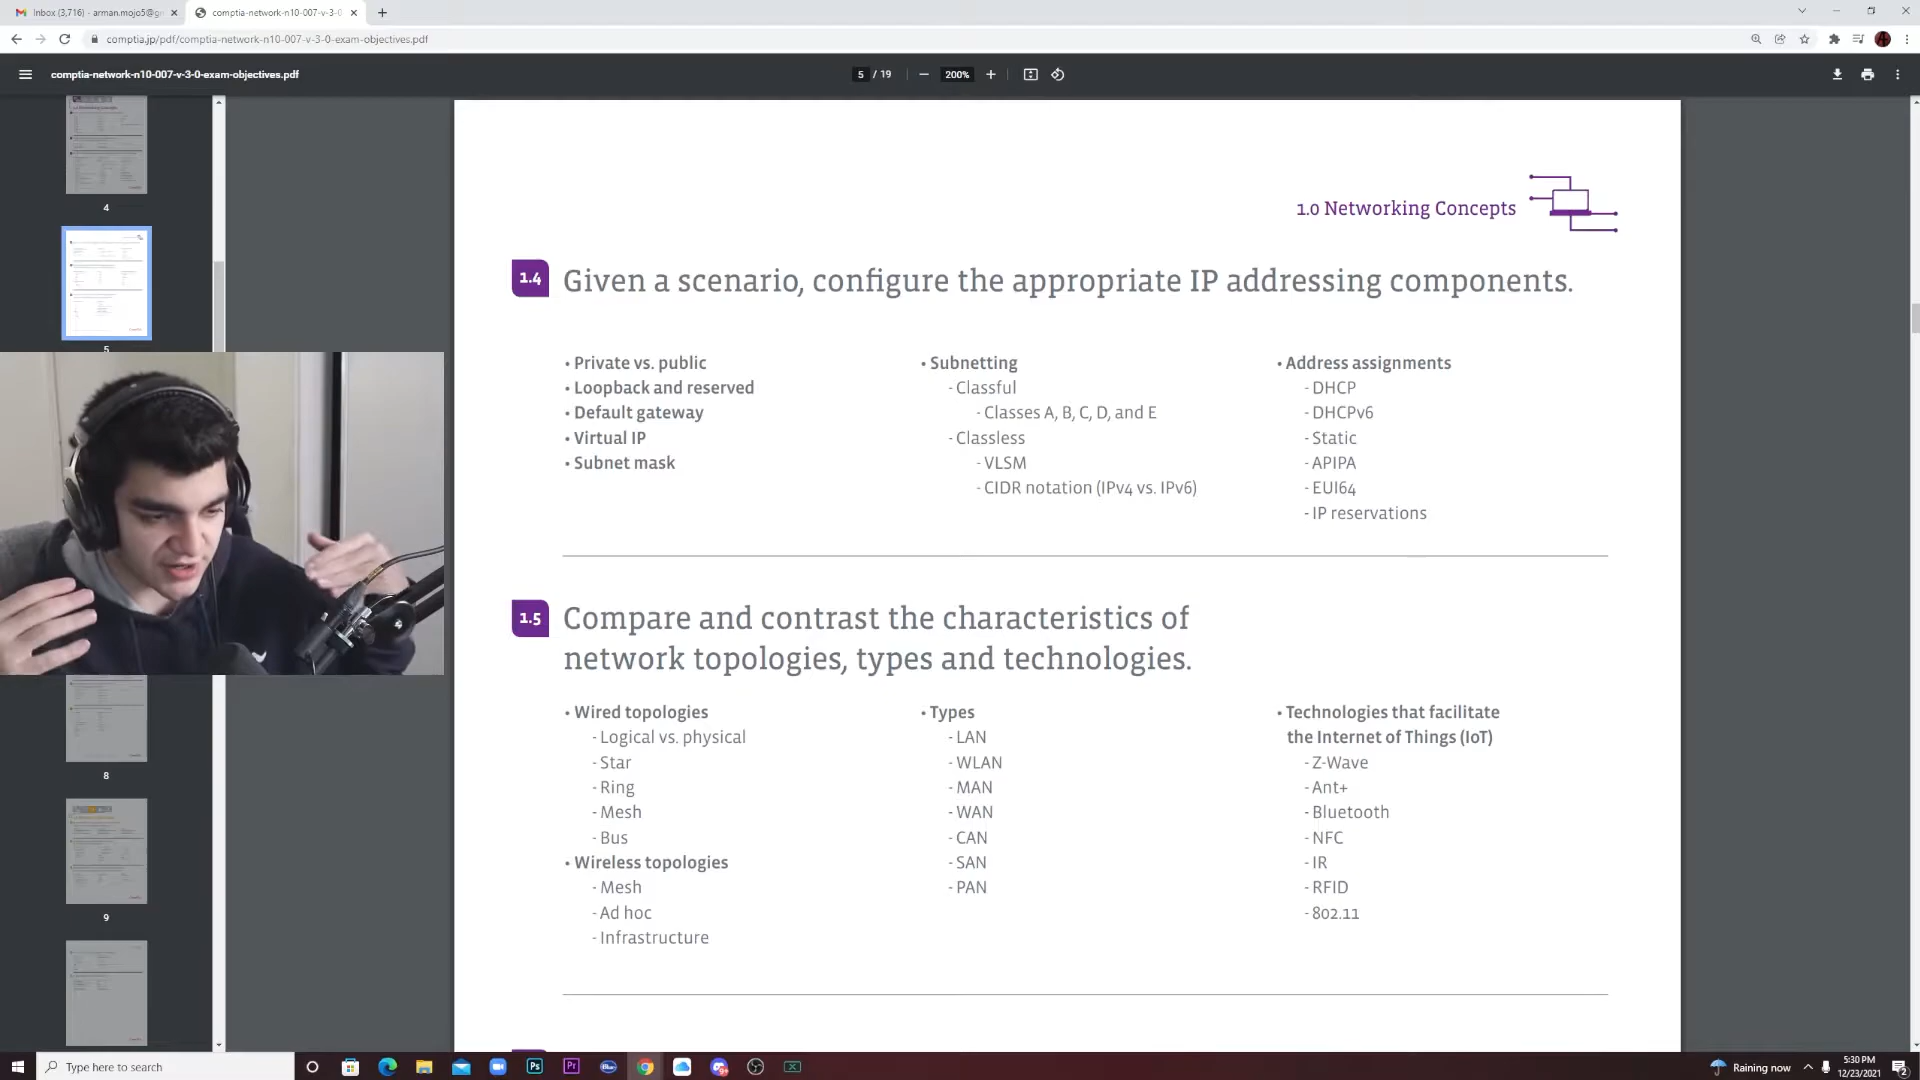 Inbox (3,716) - arman.mojo5@gr
comptia-network-n10-007-v-3-0
comptia.jp/pdf/comptia-network-n10-007-v-3-0-exam-objectives.pdf
comptia-network-n10-007-v-3-0-exam-objectives.pdf
5 / 19
200%
4
5
8
9
1.0 Networking Concepts
1.4 Given a scenario, configure the appropriate IP addressing components.
• Private vs. public
• Loopback and reserved
• Default gateway
• Virtual IP
• Subnet mask
• Subnetting
- Classful
- Classes A, B, C, D, and E
- Classless
- VLSM
- CIDR notation (IPv4 vs. IPv6)
• Address assignments
- DHCP
- DHCPv6
- Static
- APIPA
- EUI64
- IP reservations
1.5 Compare and contrast the characteristics of
network topologies, types and technologies.
• Wired topologies
- Logical vs. physical
- Star
- Ring
- Mesh
- Bus
• Wireless topologies
- Mesh
- Ad hoc
- Infrastructure
• Types
- LAN
- WLAN
- MAN
- WAN
- CAN
- SAN
- PAN
• Technologies that facilitate
the Internet of Things (IoT)
- Z-Wave
- Ant+
- Bluetooth
- NFC
- IR
- RFID
- 802.11
Type here to search
Ps
Pr
Blue
Raining now
5:30 PM
12/23/2021
2